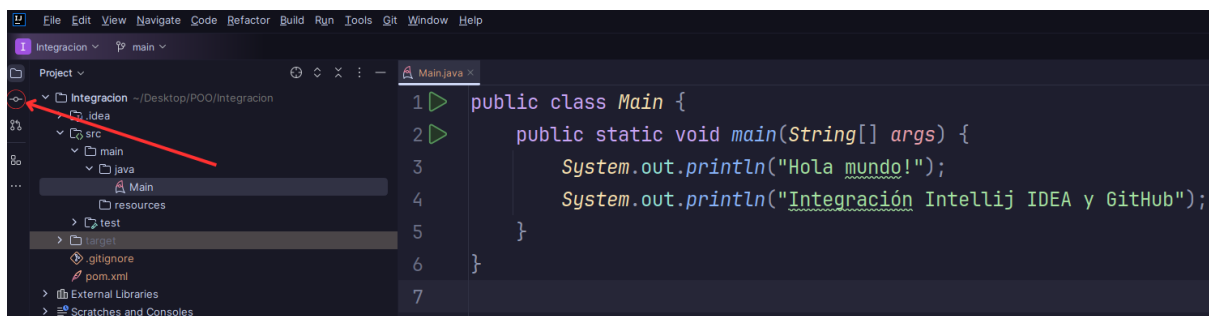 File Edit View Navigate Code Refactor Build Run Tools Git Window Help
I Integracion main
Project
Main.java
Integracion ~/Desktop/POO/Integracion
.idea
src
main
java
Main
resources
test
target
.gitignore
pom.xml
External Libraries
Scratches and Consoles
1 public class Main {
2 public static void main(String[] args) {
3 System.out.println("Hola mundo!");
4 System.out.println("Integración Intellij IDEA y GitHub");
5 }
6 }
7